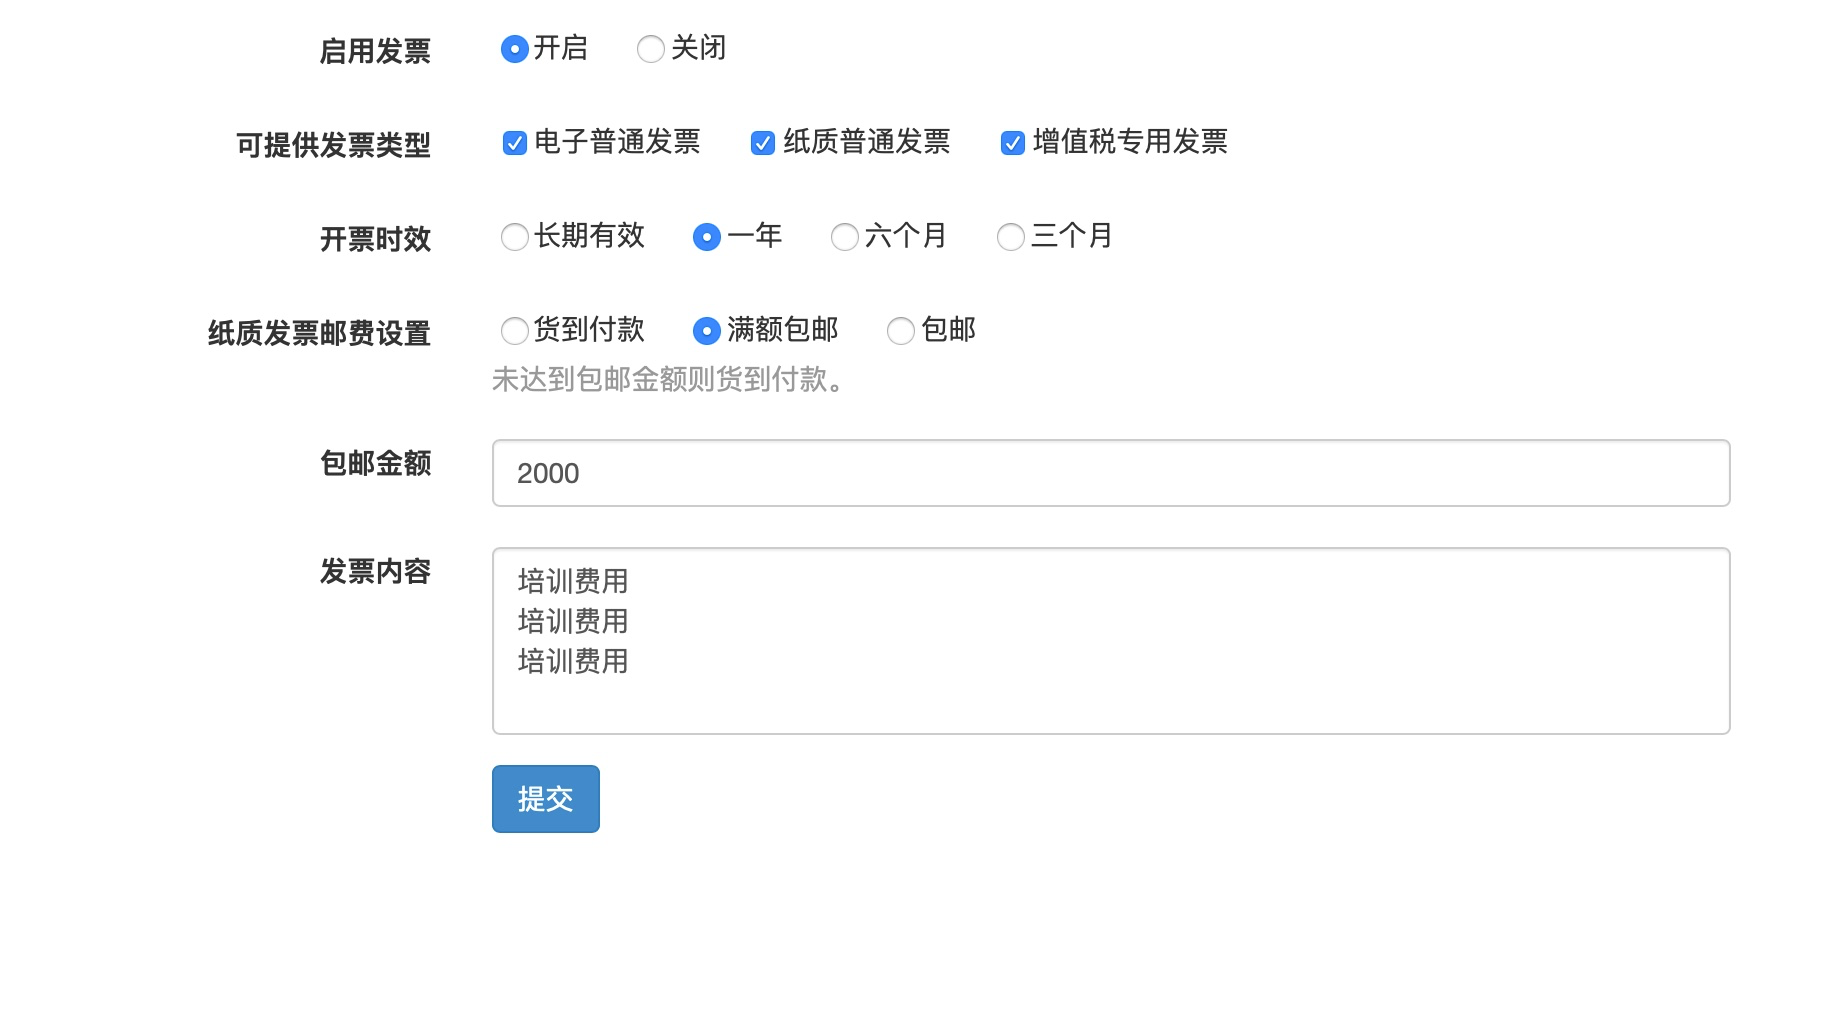 启用发票 开启 关闭
可提供发票类型 电子普通发票 纸质普通发票 增值税专用发票
开票时效 长期有效 一年 六个月 三个月
纸质发票邮费设置 货到付款 满额包邮 包邮
未达到包邮金额则货到付款。
包邮金额 2000
发票内容 培训费用
培训费用
培训费用
提交